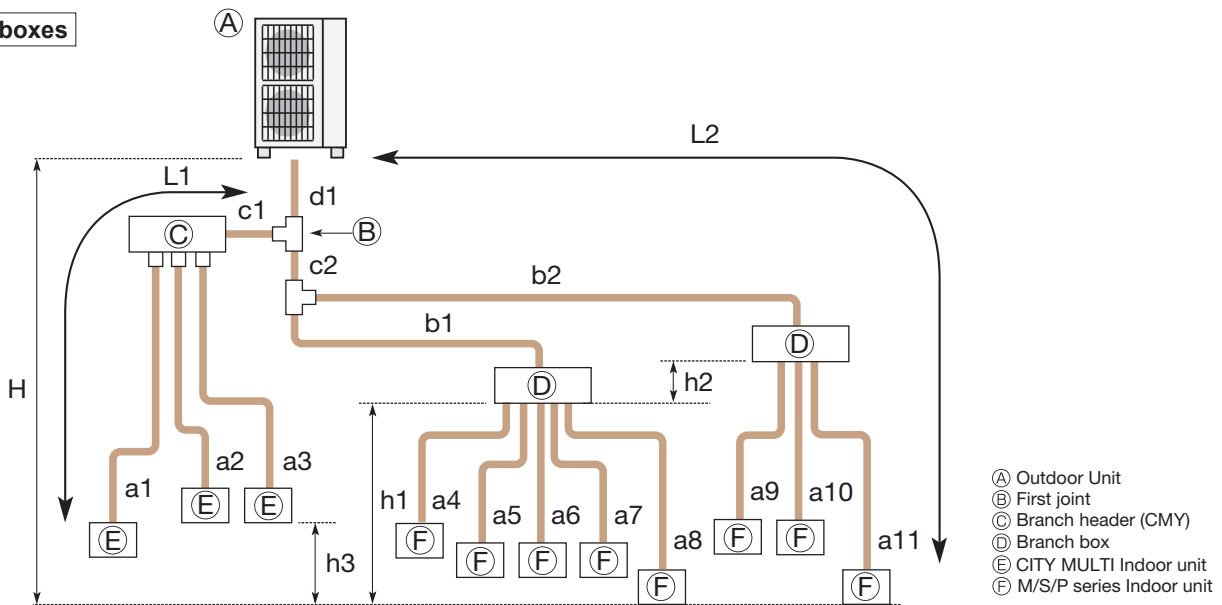 boxes
Ⓐ
L2
L1
d1
c1
Ⓒ
Ⓑ
c2
b2
b1
Ⓓ
Ⓓ
h2
H
a1
a2
a3
Ⓔ
Ⓔ
Ⓔ
h3
h1
a4
a5
a6
a7
a8
Ⓕ
Ⓕ
Ⓕ
Ⓕ
Ⓕ
a9
a10
a11
Ⓕ
Ⓕ
Ⓕ
Ⓐ Outdoor Unit
Ⓑ First joint
Ⓒ Branch header (CMY)
Ⓓ Branch box
Ⓔ CITY MULTI Indoor unit
Ⓕ M/S/P series Indoor unit